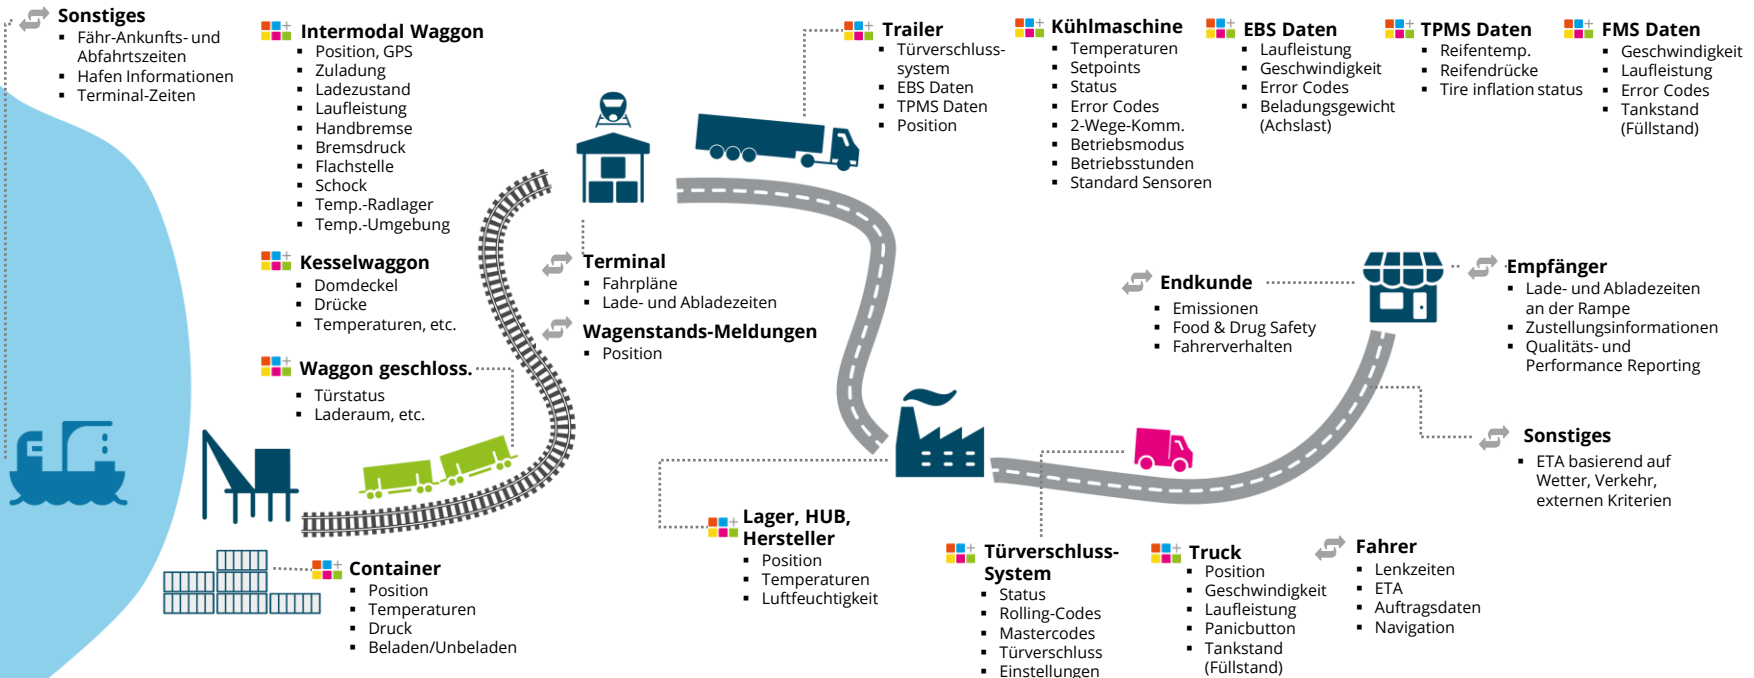 Sonstiges
▪ Fähr-Ankunfts- und
Abfahrtszeiten
▪ Hafen Informationen
▪ Terminal-Zeiten
Intermodal Waggon
▪ Position, GPS
▪ Zuladung
▪ Ladezustand
▪ Laufleistung
▪ Handbremse
▪ Bremsdruck
▪ Flachstelle
▪ Schock
▪ Temp.-Radlager
▪ Temp.-Umgebung
Kesselwaggon
▪ Domdeckel
▪ Drücke
▪ Temperaturen, etc.
Waggon geschloss.
▪ Türstatus
▪ Laderaum, etc.
Container
▪ Position
▪ Temperaturen
▪ Druck
▪ Beladen/Unbeladen
Terminal
▪ Fahrpläne
▪ Lade- und Abladezeiten
Wagenstands-Meldungen
▪ Position
Trailer
▪ Türverschluss-
system
▪ EBS Daten
▪ TPMS Daten
▪ Position
Kühlmaschine
▪ Temperaturen
▪ Setpoints
▪ Status
▪ Error Codes
▪ 2-Wege-Komm.
▪ Betriebsmodus
▪ Betriebsstunden
▪ Standard Sensoren
EBS Daten
▪ Laufleistung
▪ Geschwindigkeit
▪ Error Codes
▪ Beladungsgewicht
(Achslast)
TPMS Daten
▪ Reifentemp.
▪ Reifendrücke
▪ Tire inflation status
FMS Daten
▪ Geschwindigkeit
▪ Laufleistung
▪ Error Codes
▪ Tankstand
(Füllstand)
Endkunde
▪ Emissionen
▪ Food & Drug Safety
▪ Fahrerverhalten
Empfänger
▪ Lade- und Abladezeiten
an der Rampe
▪ Zustellungsinformationen
▪ Qualitäts- und
Performance Reporting
Sonstiges
▪ ETA basierend auf
Wetter, Verkehr,
externen Kriterien
Lager, HUB,
Hersteller
▪ Position
▪ Temperaturen
▪ Luftfeuchtigkeit
Türverschluss-
System
▪ Status
▪ Rolling-Codes
▪ Mastercodes
▪ Türverschluss
▪ Einstellungen
Truck
▪ Position
▪ Geschwindigkeit
▪ Laufleistung
▪ Panicbutton
▪ Tankstand
(Füllstand)
Fahrer
▪ Lenkzeiten
▪ ETA
▪ Auftragsdaten
▪ Navigation